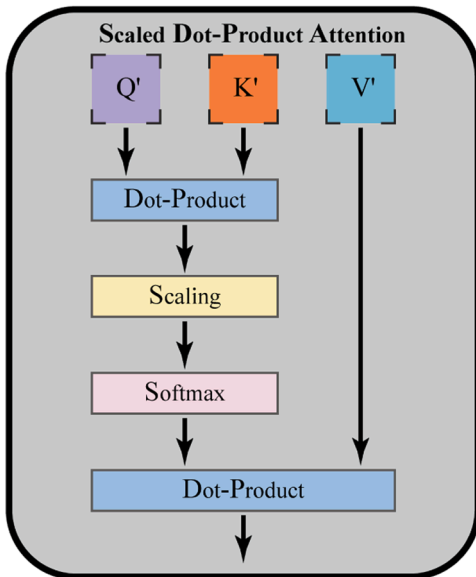 Scaled Dot-Product Attention
Q' K' V'
Dot-Product
Scaling
Softmax
Dot-Product